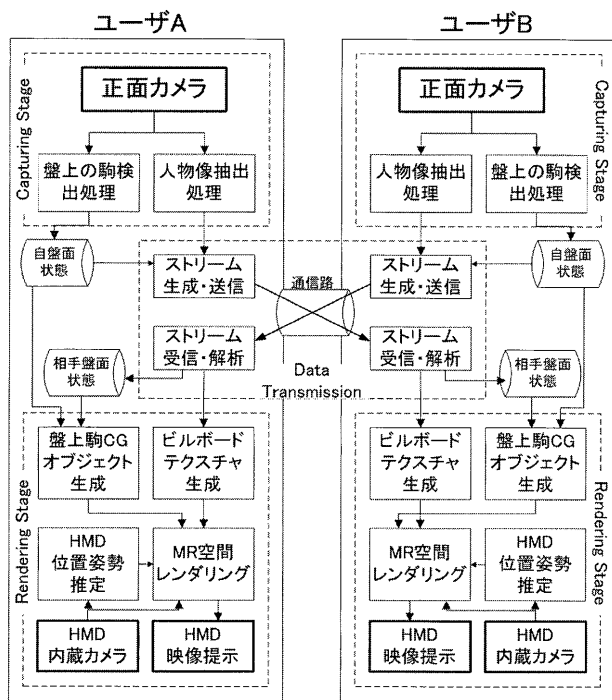 ユーザA
ユーザB
Capturing Stage
正面カメラ
盤上の駒検
出処理
人物像抽出
処理
正面カメラ
人物像抽出
処理
盤上の駒検
出処理
Capturing Stage
自盤面
状態
ストリーム
生成・送信
通信路
ストリーム
生成・送信
自盤面
状態
相手盤面
状態
ストリーム
受信・解析
Data
Transmission
ストリーム
受信・解析
相手盤面
状態
Rendering Stage
盤上駒CG
オブジェクト
生成
ビルボード
テクスチャ
生成
HMD
位置姿勢
推定
MR空間
レンダリング
HMD
内蔵カメラ
HMD
映像提示
ビルボード
テクスチャ
生成
盤上駒CG
オブジェクト
生成
MR空間
レンダリング
HMD
位置姿勢
推定
HMD
映像提示
HMD
内蔵カメラ
Rendering Stage